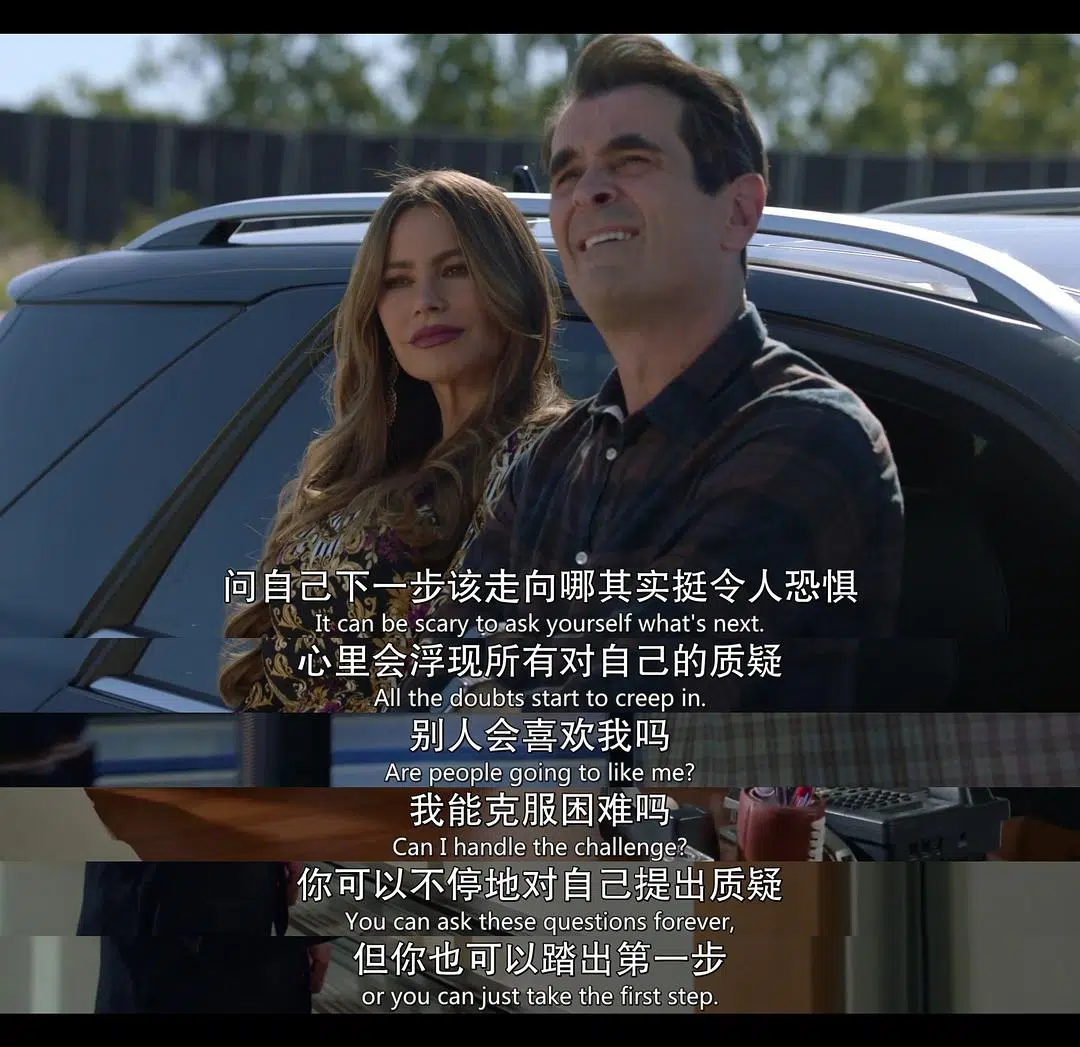 问自己下一步该走向哪其实挺令人恐惧
It can be scary to ask yourself what's next.
心里会浮现所有对自己的质疑
All the doubts start to creep in.
别人会喜欢我吗
Are people going to like me?
我能克服困难吗
Can I handle the challenge?
你可以不停地对自己提出质疑
You can ask these questions forever,
但你也可以踏出第一步
or you can just take the first step.